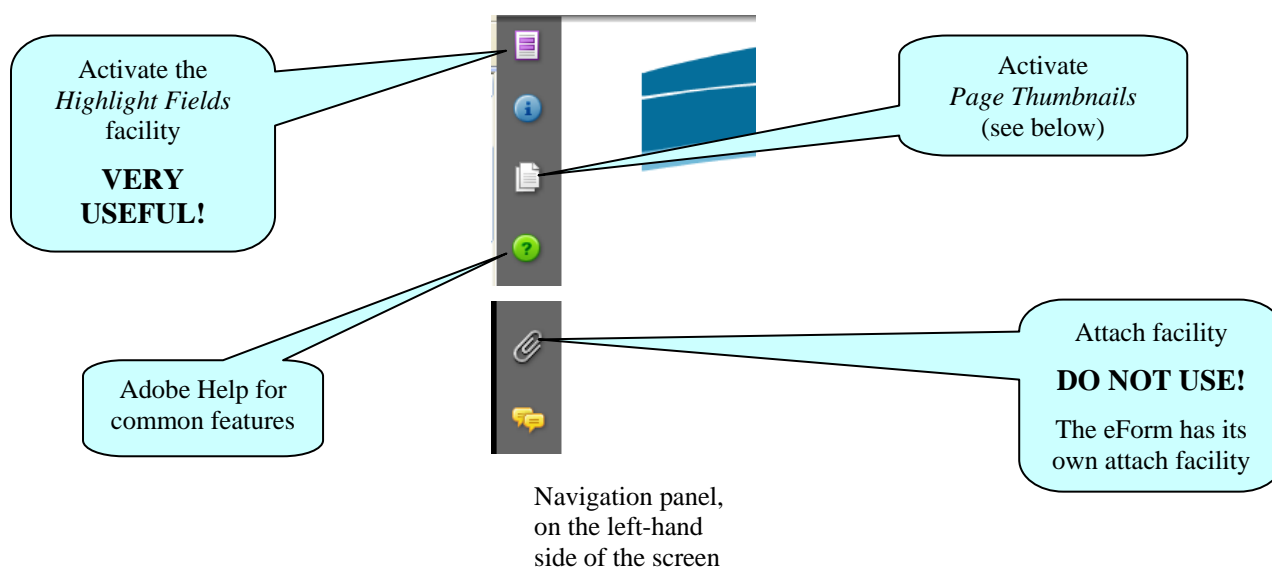 Activate the
Highlight Fields
facility
VERY
USEFUL!
Activate
Page Thumbnails
(see below)
Adobe Help for
common features
Attach facility
DO NOT USE!
The eForm has its
own attach facility
Navigation panel,
on the left-hand
side of the screen